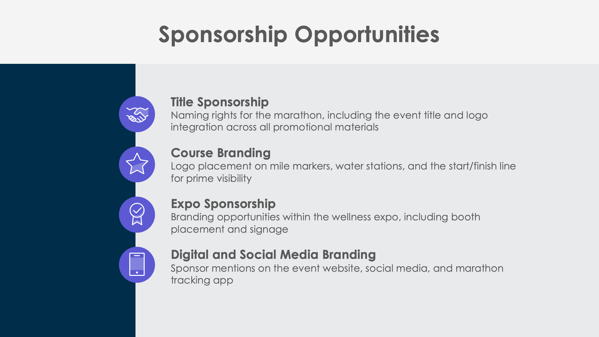 Sponsorship Opportunities
Title Sponsorship
Naming rights for the marathon, including the event title and logo
integration across all promotional materials
Course Branding
Logo placement on mile markers, water stations, and the start/finish line
for prime visibility
Expo Sponsorship
Branding opportunities within the wellness expo, including booth
placement and signage
Digital and Social Media Branding
Sponsor mentions on the event website, social media, and marathon
tracking app